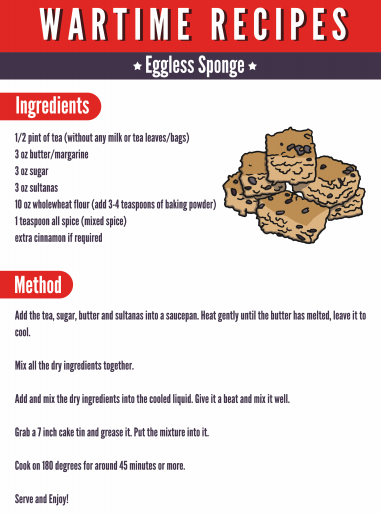 WARTIME RECIPES
★ Eggless Sponge ★
Ingredients
1/2 pint of tea (without any milk or tea leaves/bags)
3 oz butter/margarine
3 oz sugar
3 oz sultanas
10 oz wholewheat flour (add 3-4 teaspoons of baking powder)
1 teaspoon all spice (mixed spice)
extra cinnamon if required
Method
Add the tea, sugar, butter and sultanas into a saucepan. Heat gently until the butter has melted, leave it to
cool.
Mix all the dry ingredients together.
Add and mix the dry ingredients into the cooled liquid. Give it a beat and mix it well.
Grab a 7 inch cake tin and grease it. Put the mixture into it.
Cook on 180 degrees for around 45 minutes or more.
Serve and Enjoy!